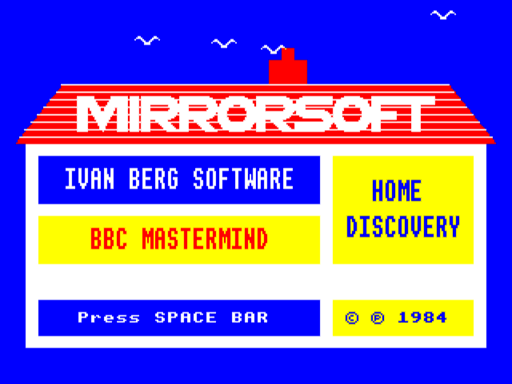 MIRRORSOFT
IVAN BERG SOFTWARE
BBC MASTERMIND
HOME
DISCOVERY
Press SPACE BAR
© ℗ 1984